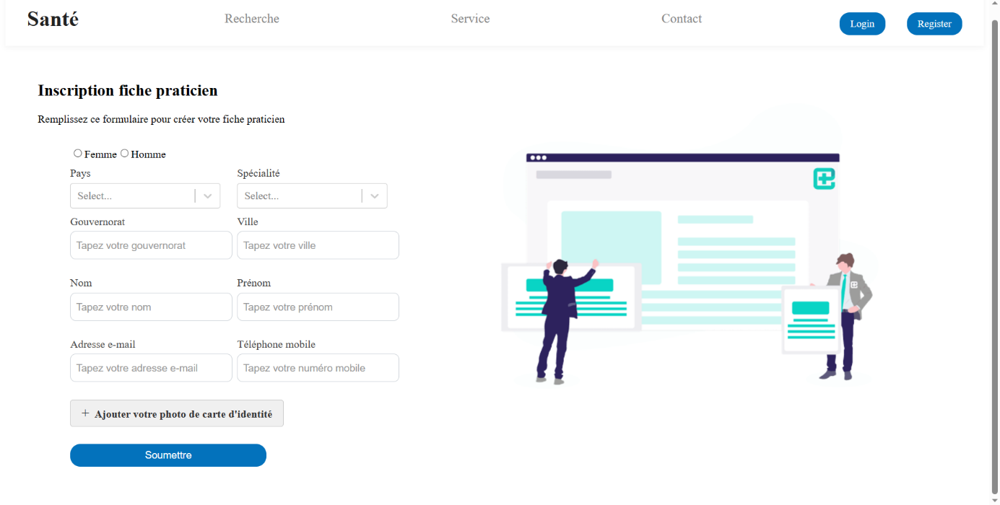 Santé Recherche Service Contact Login Register
Inscription fiche praticien
Remplissez ce formulaire pour créer votre fiche praticien
Femme Homme
Pays Spécialité
Select... Select...
Gouvernorat Ville
Tapez votre gouvernorat Tapez votre ville
Nom Prénom
Tapez votre nom Tapez votre prénom
Adresse e-mail Téléphone mobile
Tapez votre adresse e-mail Tapez votre numéro mobile
+ Ajouter votre photo de carte d'identité
Soumettre